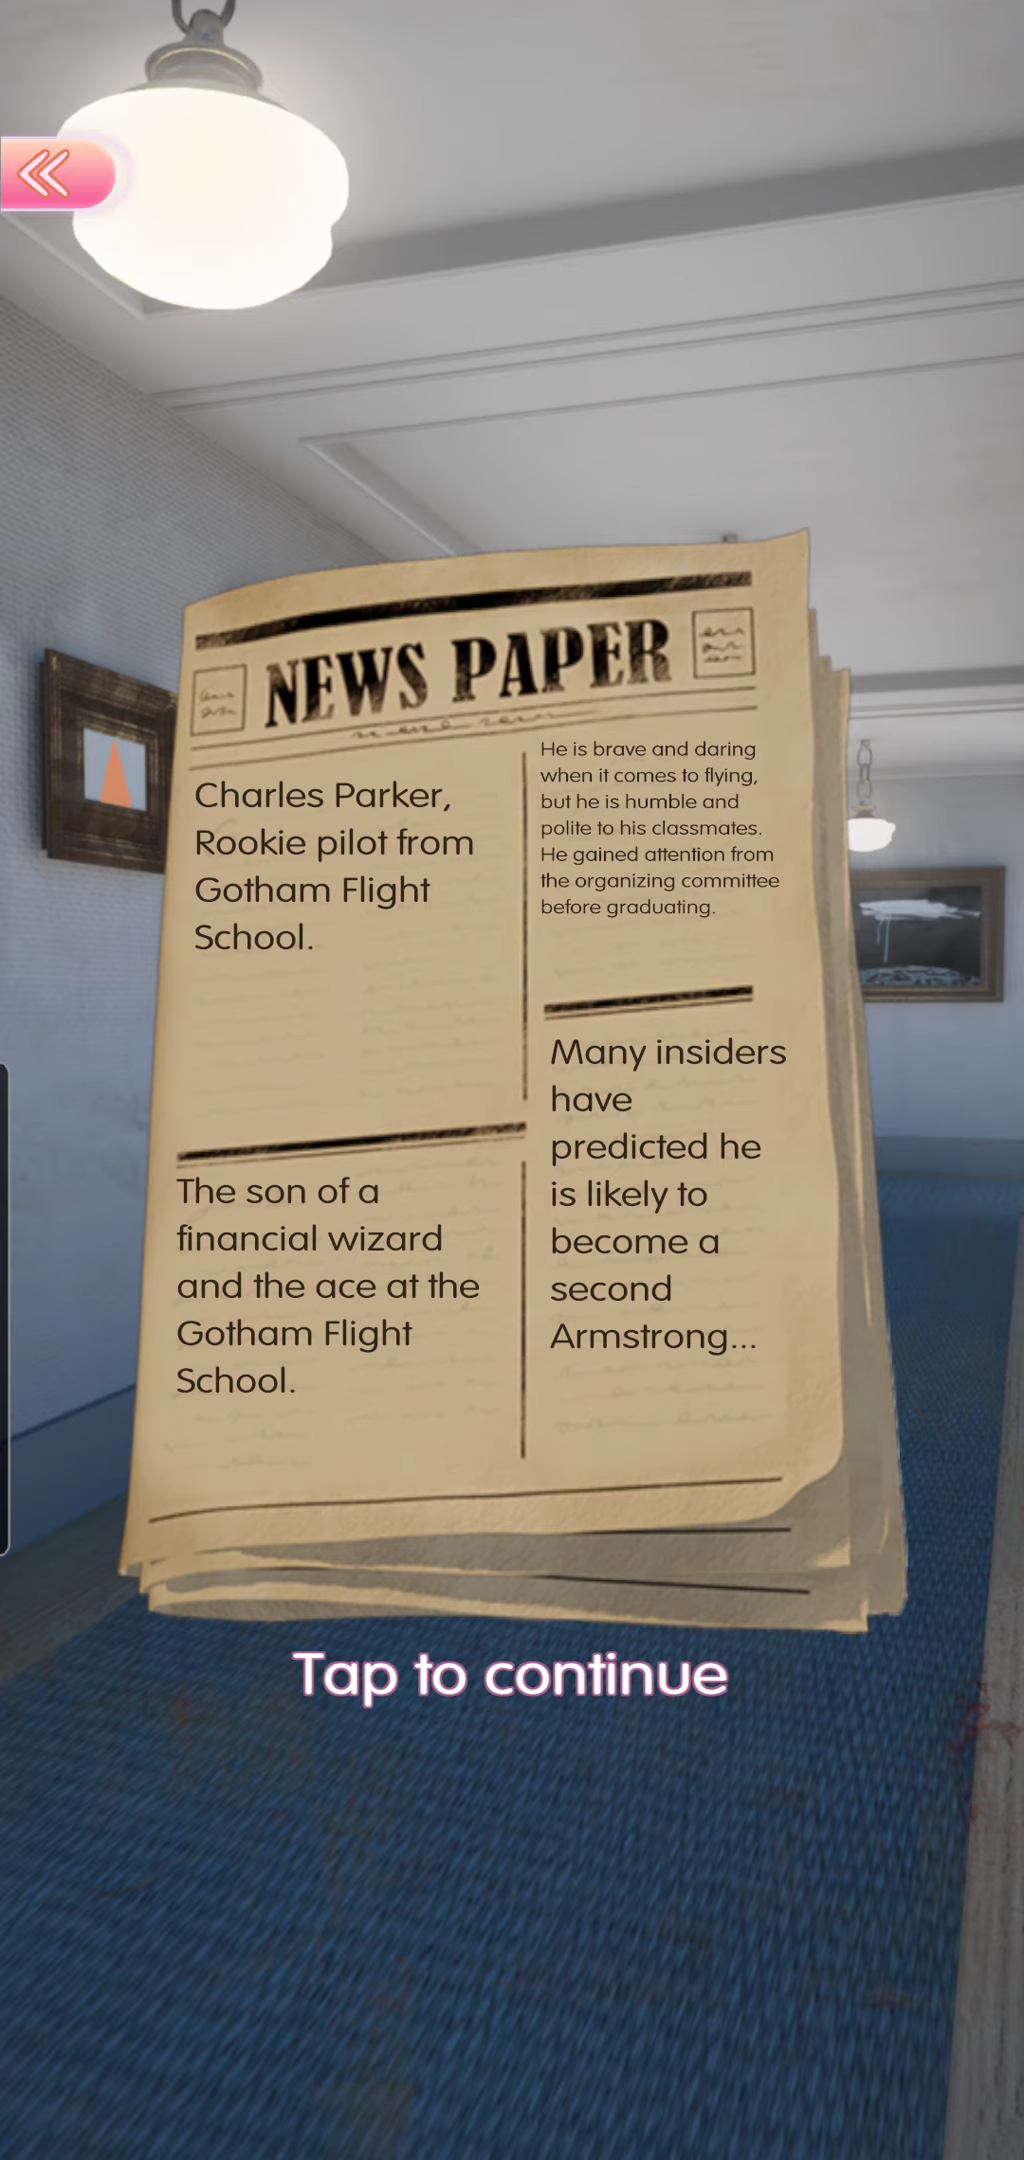 NEWS PAPER
Charles Parker,
Rookie pilot from
Gotham Flight
School.
He is brave and daring
when it comes to flying,
but he is humble and
polite to his classmates.
He gained attention from
the organizing committee
before graduating.
The son of a
financial wizard
and the ace at the
Gotham Flight
School.
Many insiders
have
predicted he
is likely to
become a
second
Armstrong...
Tap to continue